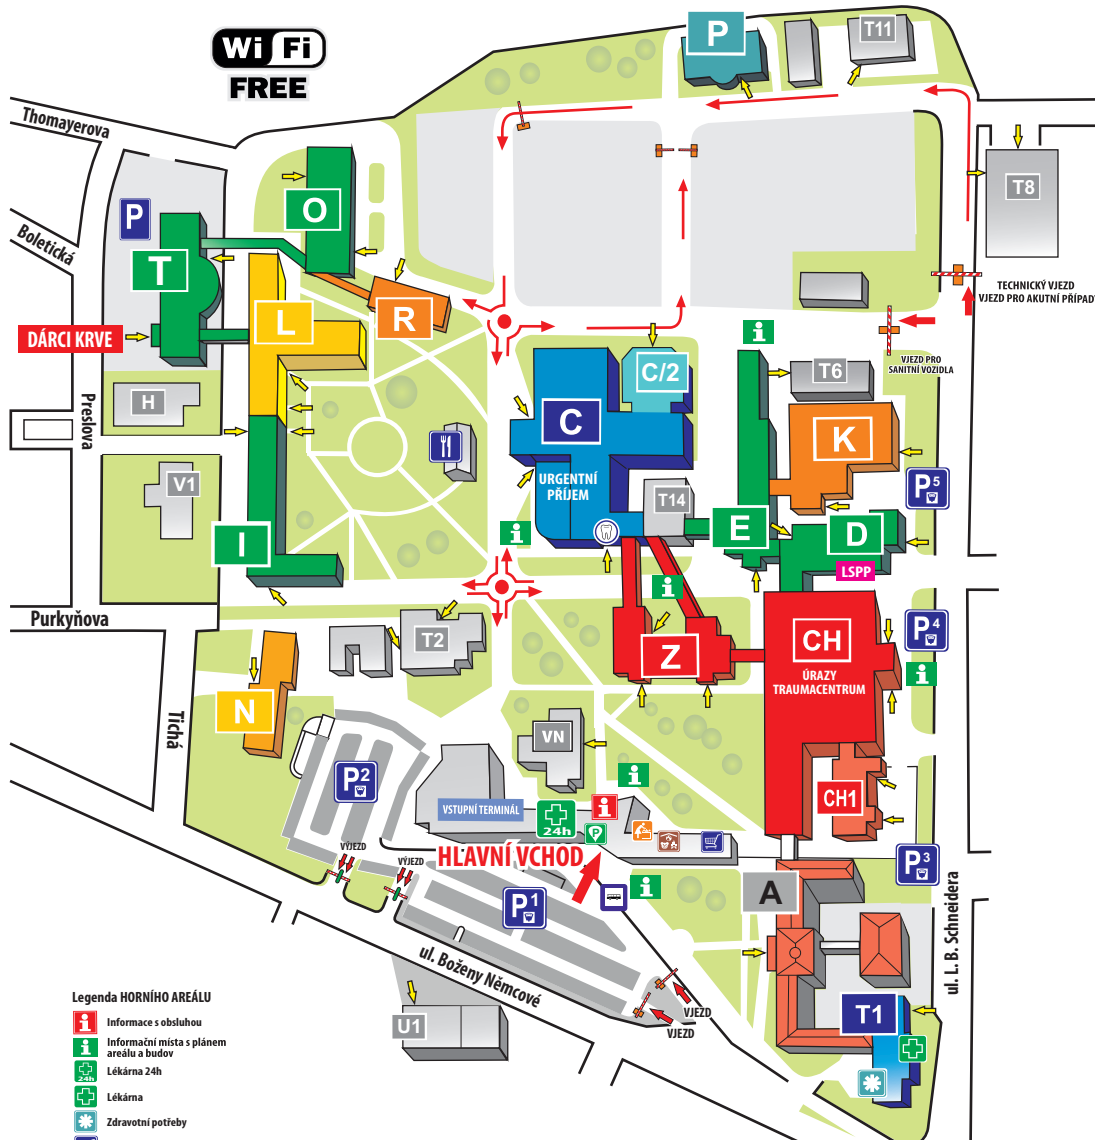 Wi Fi
FREE
P
T11
Thomayerova
T8
O
P
Boletická
T
L
R
TECHNICKÝ VJEZD
VJEZD PRO AKUTNÍ PŘÍPADY
DÁRCI KRVE
i
C/2
T6
VJEZD PRO
SANITNÍ VOZIDLA
H
Preslova
C
K
URGENTNÍ
PŘÍJEM
V1
T14
P5
I
i
E
D
LSPP
i
Purkyňova
T2
Z
CH
ÚRAZY
TRAUMACENTRUM
P4
i
N
Tichá
VN
P2
i
VSTUPNÍ TERMINÁL
24h
i
P
CH1
VÝJEZD
VÝJEZD
HLAVNÍ VCHOD
P3
P1
i
A
ul. L. B. Schneidera
ul. Boženy Němcové
VJEZD
VJEZD
U1
T1
Legenda HORNÍHO AREÁLU
i Informace s obsluhou
i Informační místa s plánem
areálu a budov
24h Lékárna 24h
Lékárna
Zdravotní potřeby